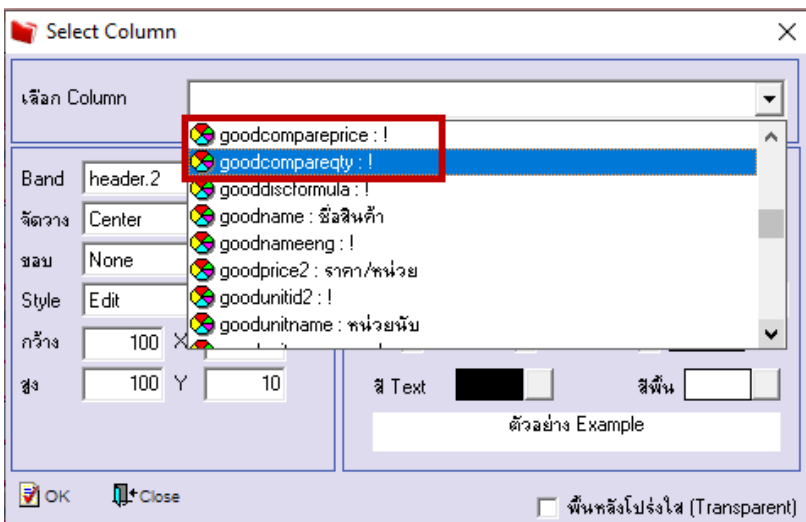 Select Column
เลือก Column
goodcompareprice : !
goodcompareqty : !
gooddiscformula : !
goodname : ชื่อสินค้า
goodnameeng : !
goodprice2 : ราคา/หน่วย
goodunitid2 : !
goodunitname : หน่วยนับ
Band header.2
จัดวาง Center
ขอบ None
Style Edit
กว้าง 100 X
สูง 100 Y 10
สี Text สีพื้น
ตัวอย่าง Example
OK Close
พื้นหลังโปร่งใส (Transparent)